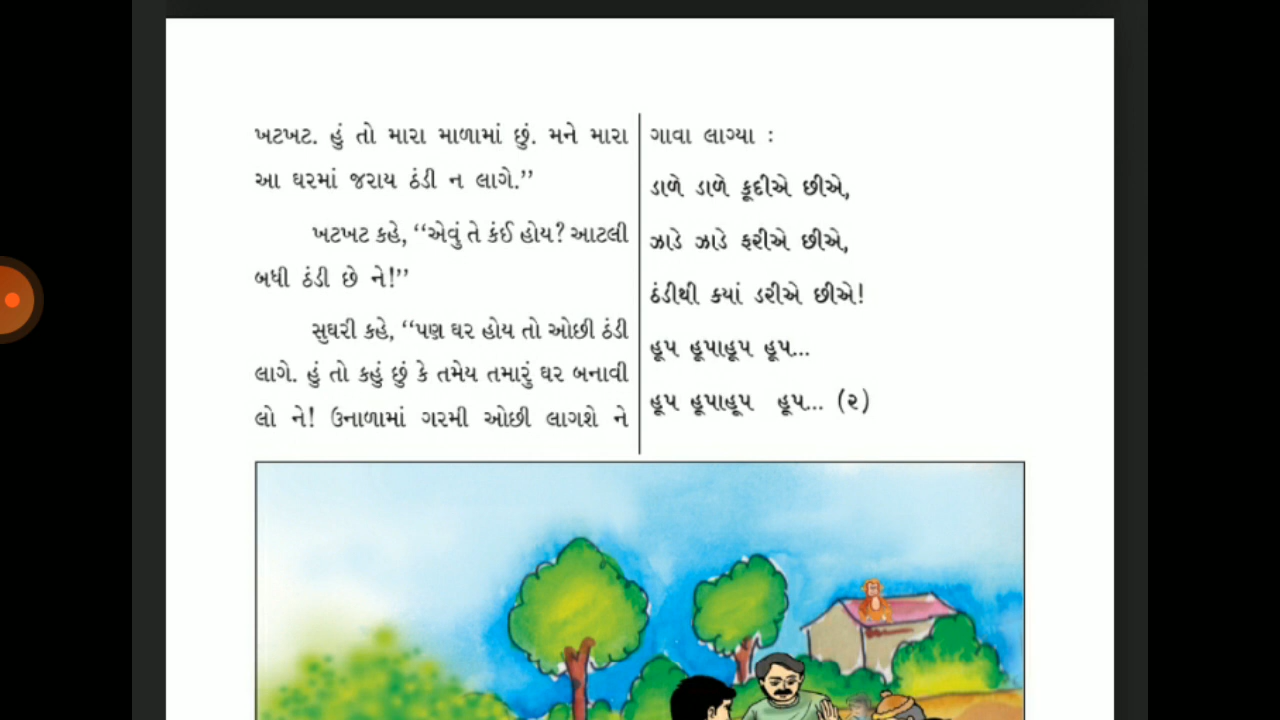 ખટખટ. હું તો મારા માળામાં છું. મને મારા
આ ઘરમાં જરાય ઠંડી ન લાગે.”
ખટખટ કહે, “એવું તે કંઈ હોય? આટલી
બધી ઠંડી છે ને!”
સુઘરી કહે, “પણ ઘર હોય તો ઓછી ઠંડી
લાગે. હું તો કહું છું કે તમેય તમારું ઘર બનાવી
લો ને! ઉનાળામાં ગરમી ઓછી લાગશે ને
ગાવા લાગ્યા :
ડાળે ડાળે કૂદીએ છીએ,
ઝાડે ઝાડે ફરીએ છીએ,
ઠંડીથી ક્યાં ડરીએ છીએ!
હૂપ હૂપાહૂપ હૂપ...
હૂપ હૂપાહૂપ હૂપ... (૨)